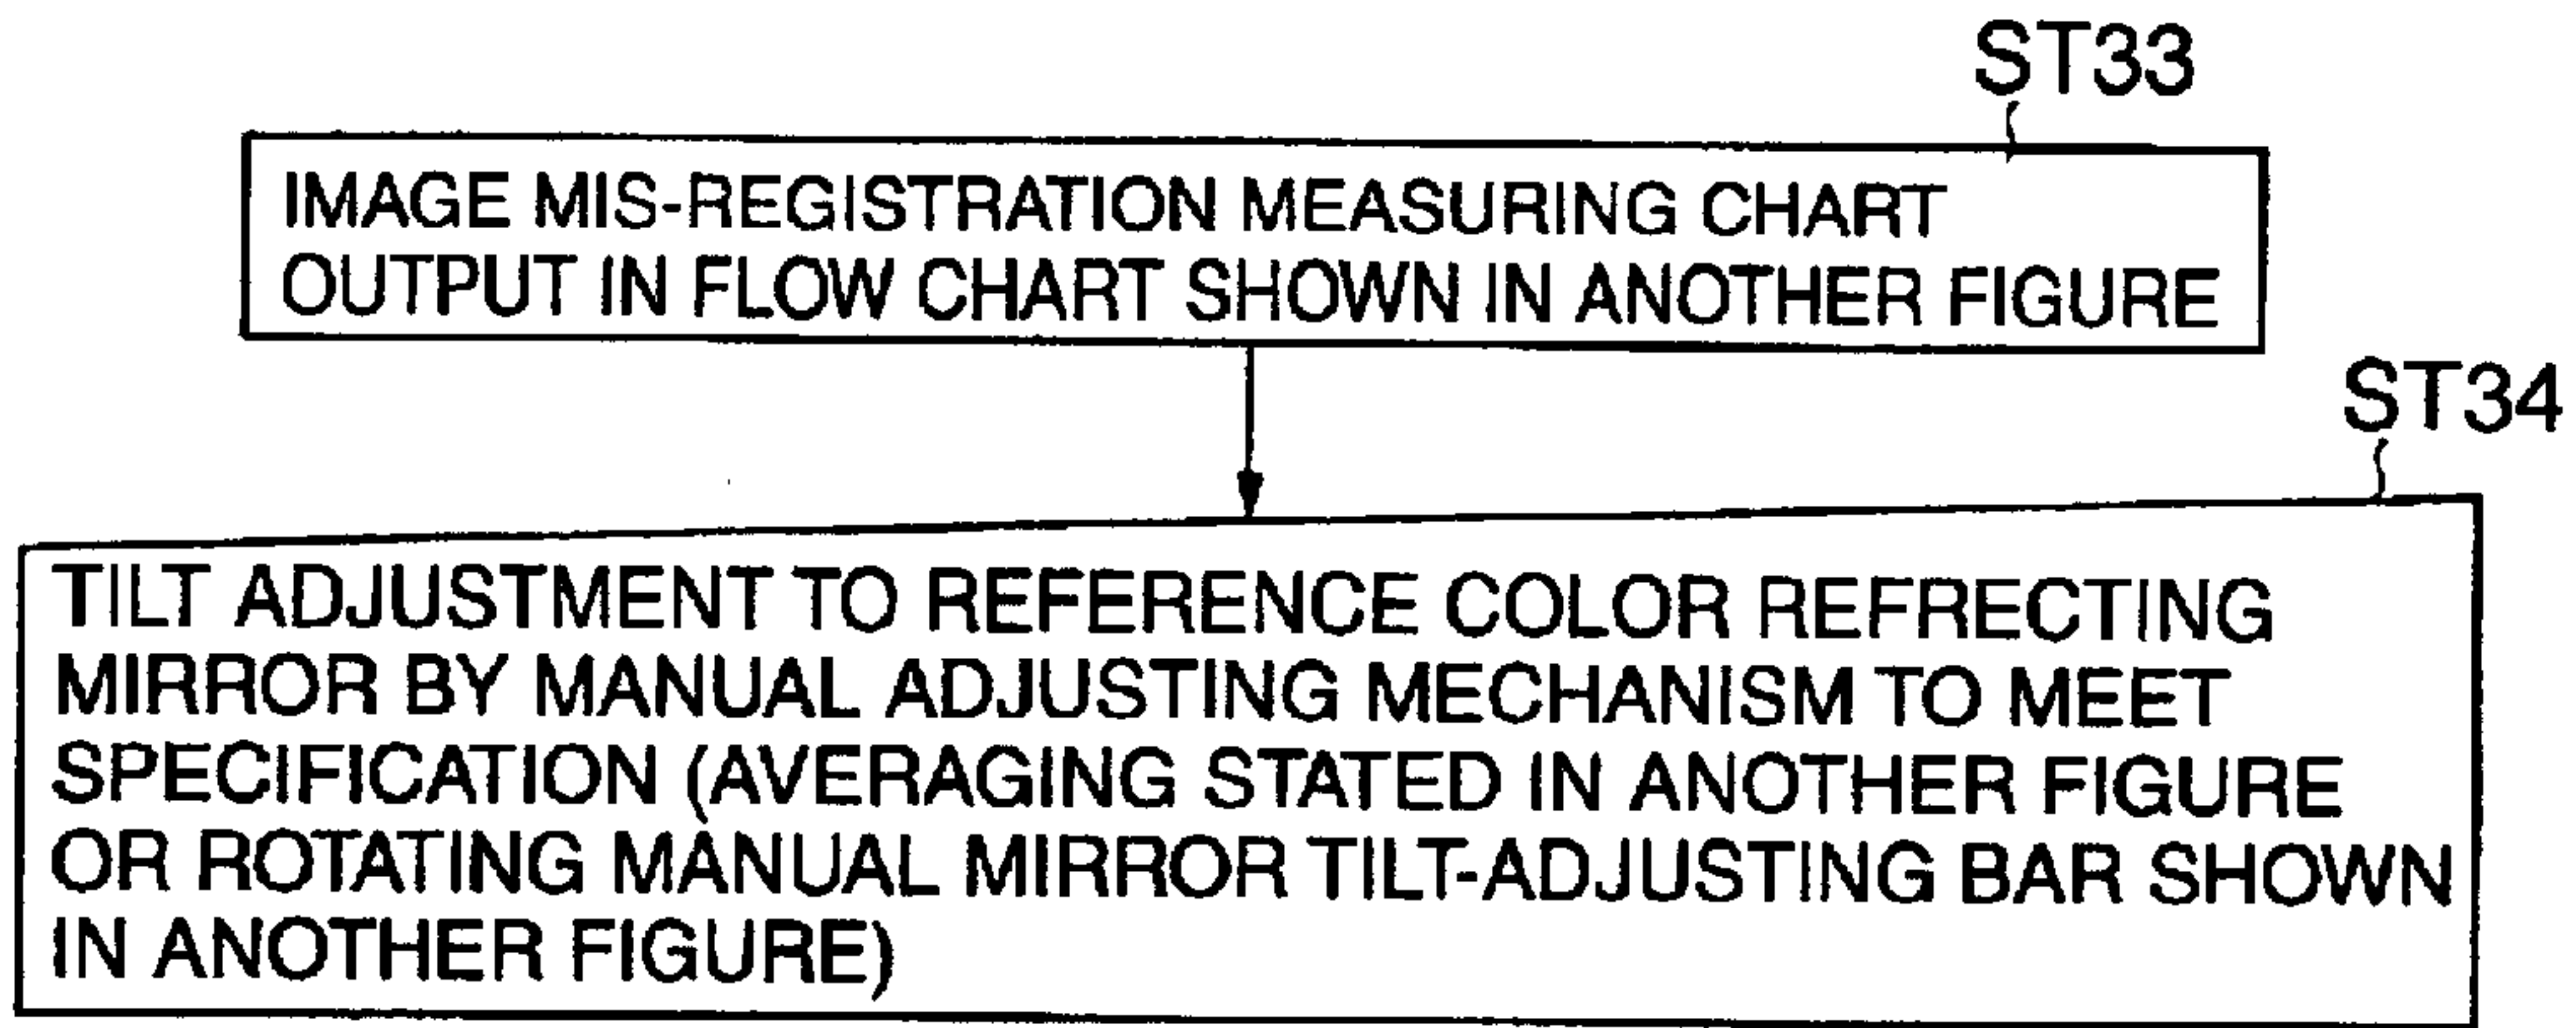 ST33
IMAGE MIS-REGISTRATION MEASURING CHART
OUTPUT IN FLOW CHART SHOWN IN ANOTHER FIGURE
ST34
TILT ADJUSTMENT TO REFERENCE COLOR REFRECTING
MIRROR BY MANUAL ADJUSTING MECHANISM TO MEET
SPECIFICATION (AVERAGING STATED IN ANOTHER FIGURE
OR ROTATING MANUAL MIRROR TILT-ADJUSTING BAR SHOWN
IN ANOTHER FIGURE)